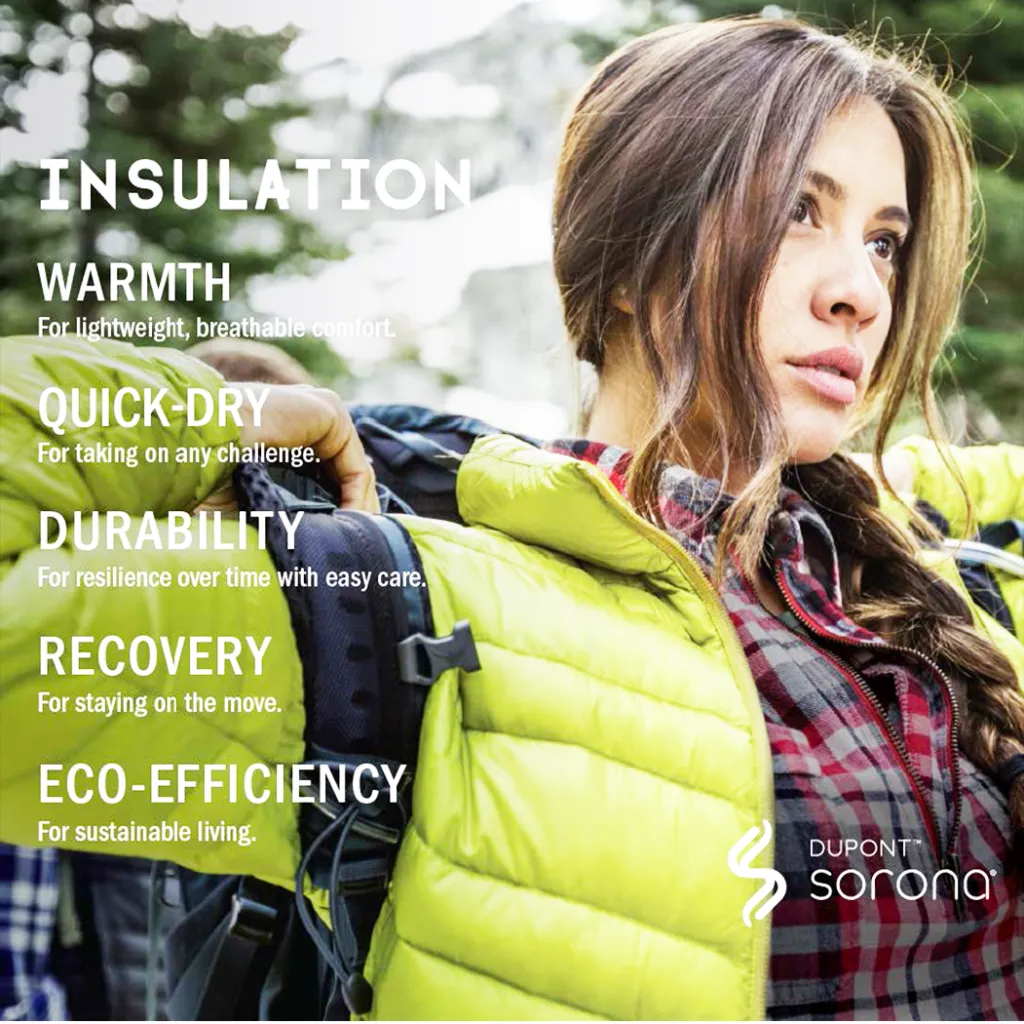 INSULATION
WARMTH
For lightweight, breathable comfort.
QUICK-DRY
For taking on any challenge.
DURABILITY
For resilience over time with easy care.
RECOVERY
For staying on the move.
ECO-EFFICIENCY
For sustainable living.
DUPONT™
sorona®